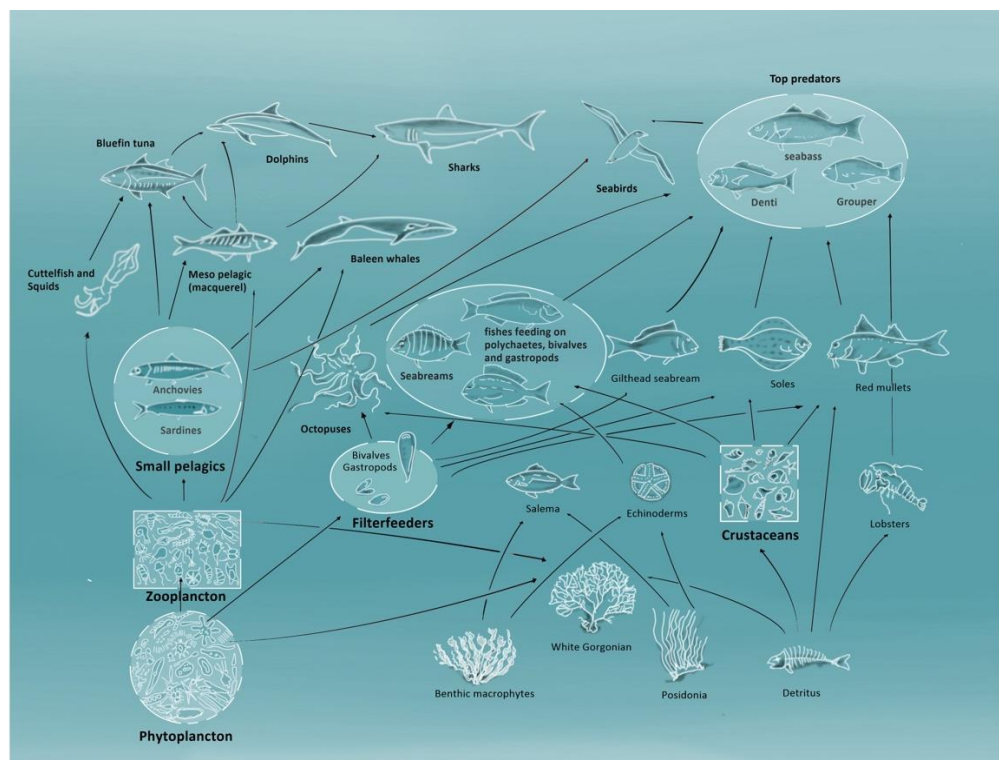 Top predators
Bluefin tuna
Dolphins
Sharks
seabass
Seabirds
Denti
Grouper
Baleen whales
Cuttelfish and
Squids
Meso pelagic
(macquerel)
fishes feeding on
polychaetes, bivalves
and gastropods
Seabreams
Gilthead seabream
Soles
Red mullets
Anchovies
Sardines
Octopuses
Small pelagics
Bivalves
Gastropods
Salema
Echinoderms
Filterfeeders
Crustaceans
Lobsters
Zooplancton
White Gorgonian
Benthic macrophytes
Posidonia
Detritus
Phytoplancton